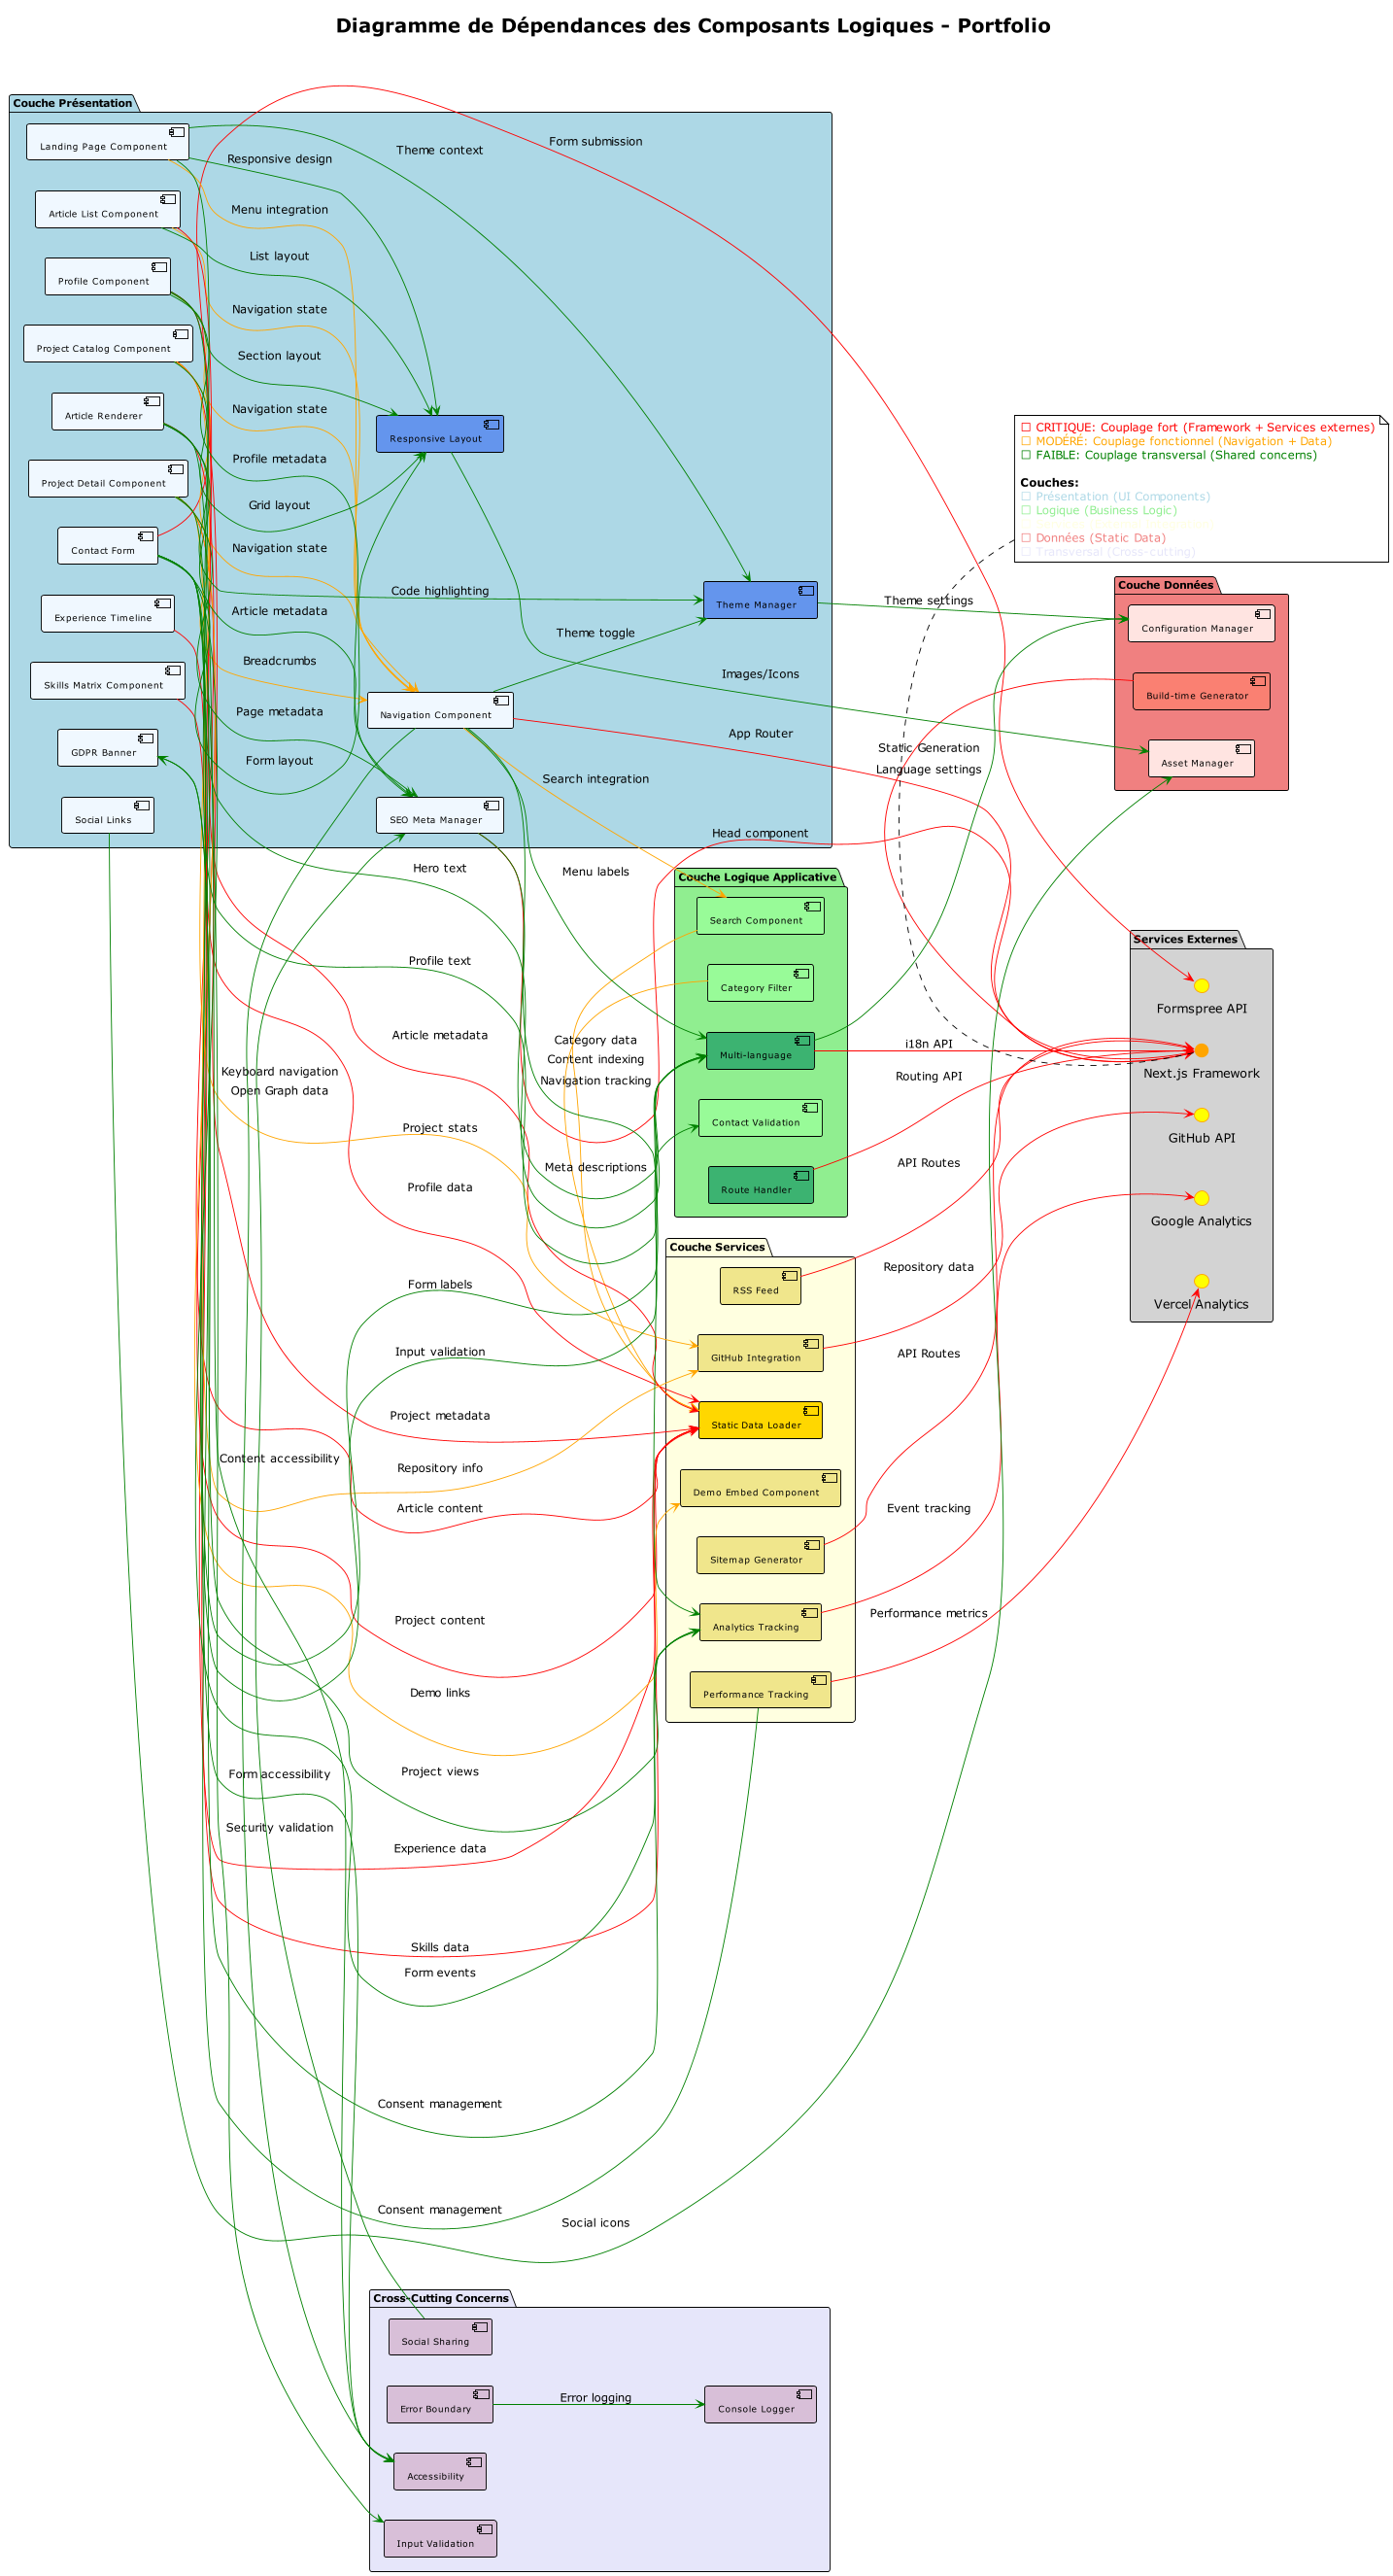 Diagramme de Dépendances des Composants Logiques - Portfolio
Couche Présentation
Landing Page Component
Article List Component
Profile Component
Project Catalog Component
Article Renderer
Project Detail Component
Contact Form
Experience Timeline
Skills Matrix Component
GDPR Banner
Social Links
Responsive Layout
Navigation Component
SEO Meta Manager
Theme Manager
Form submission
Theme context
Responsive design
Menu integration
List layout
Navigation state
Section layout
Navigation state
Profile metadata
Grid layout
Navigation state
Code highlighting
Article metadata
Theme toggle
Breadcrumbs
Page metadata
Form layout
Search integration
Images/Icons
App Router
Theme settings
Static Generation
Language settings
Head component
☐ CRITIQUE: Couplage fort (Framework + Services externes)
☐ MODÉRÉ: Couplage fonctionnel (Navigation + Data)
☐ FAIBLE: Couplage transversal (Shared concerns)
Couches:
☐ Présentation (UI Components)
☐ Logique (Business Logic)
☐ Données (Static Data)
☐ Transversal (Cross-cutting)
Couche Données
Configuration Manager
Build-time Generator
Asset Manager
Couche Logique Applicative
Search Component
Category Filter
Multi-language
Contact Validation
Route Handler
Services Externes
Formspree API
Next.js Framework
GitHub API
Google Analytics
Vercel Analytics
Hero text
Menu labels
Profile text
Article metadata
Category data
Content indexing
Navigation tracking
Keyboard navigation
Open Graph data
Project stats
Meta descriptions
Profile data
i18n API
Routing API
API Routes
Repository data
API Routes
Event tracking
Performance metrics
Couche Services
RSS Feed
GitHub Integration
Static Data Loader
Demo Embed Component
Sitemap Generator
Analytics Tracking
Performance Tracking
Form labels
Input validation
Project metadata
Content accessibility
Repository info
Article content
Project content
Demo links
Project views
Form accessibility
Security validation
Experience data
Skills data
Form events
Consent management
Consent management
Social icons
Cross-Cutting Concerns
Social Sharing
Error Boundary
Error logging
Console Logger
Accessibility
Input Validation